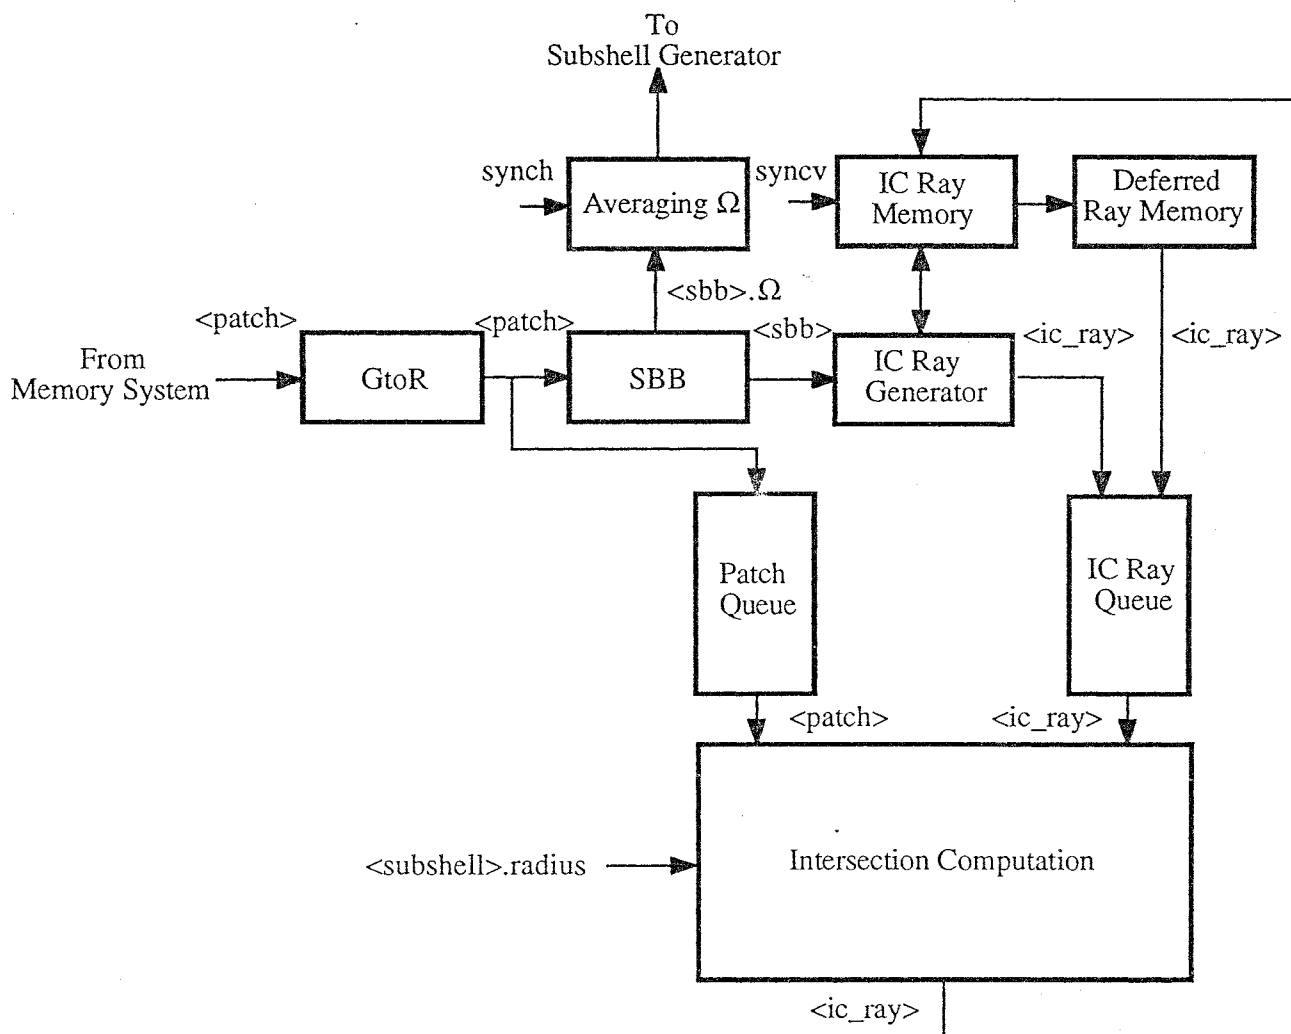 To
Subshell Generator
synch
Averaging Ω
syncv
IC Ray
Memory
Deferred
Ray Memory
<sbb>.Ω
<patch>
<patch>
<sbb>
<ic_ray>
<ic_ray>
From
Memory System
GtoR
SBB
IC Ray
Generator
Patch
Queue
IC Ray
Queue
<patch>
<ic_ray>
<subshell>.radius
Intersection Computation
<ic_ray>